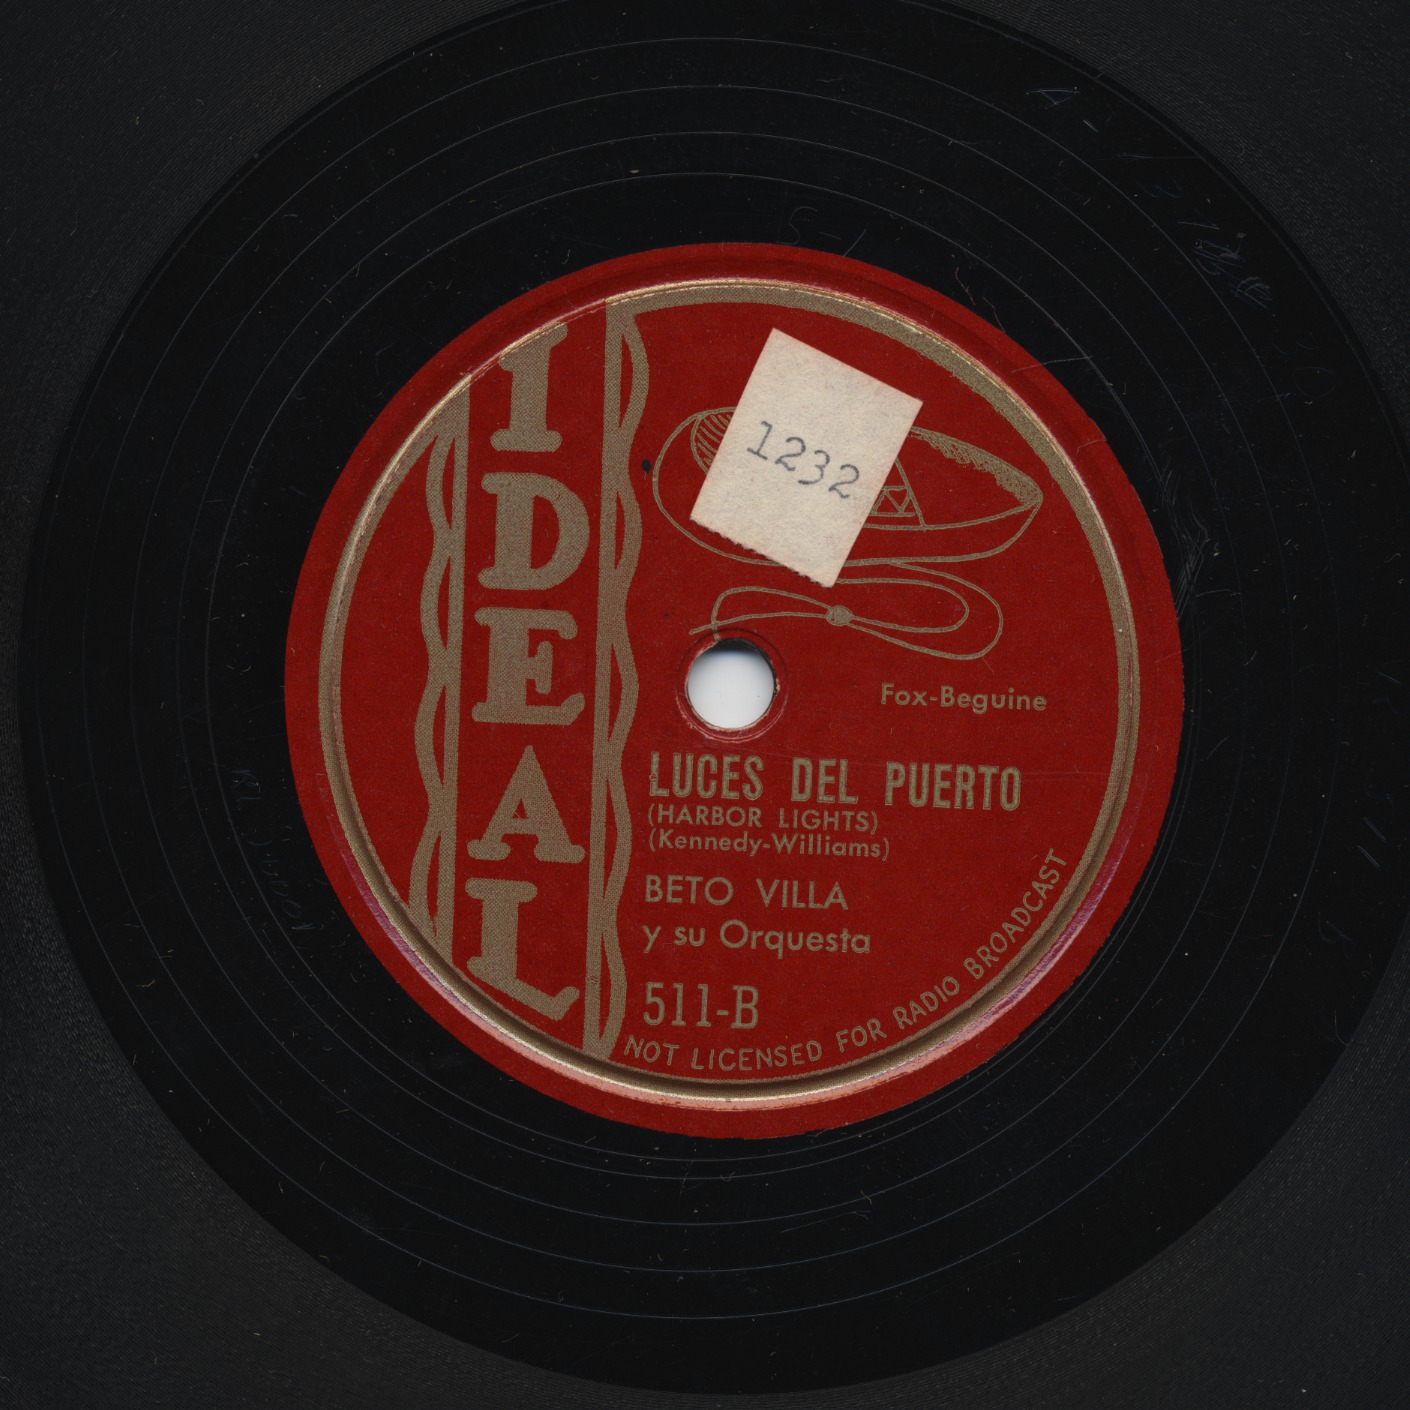 IDEAL
1232
Fox-Beguine
LUCES DEL PUERTO
(HARBOR LIGHTS)
(Kennedy-Williams)
BETO VILLA
y su Orquesta
511-B
NOT LICENSED FOR RADIO BROADCAST